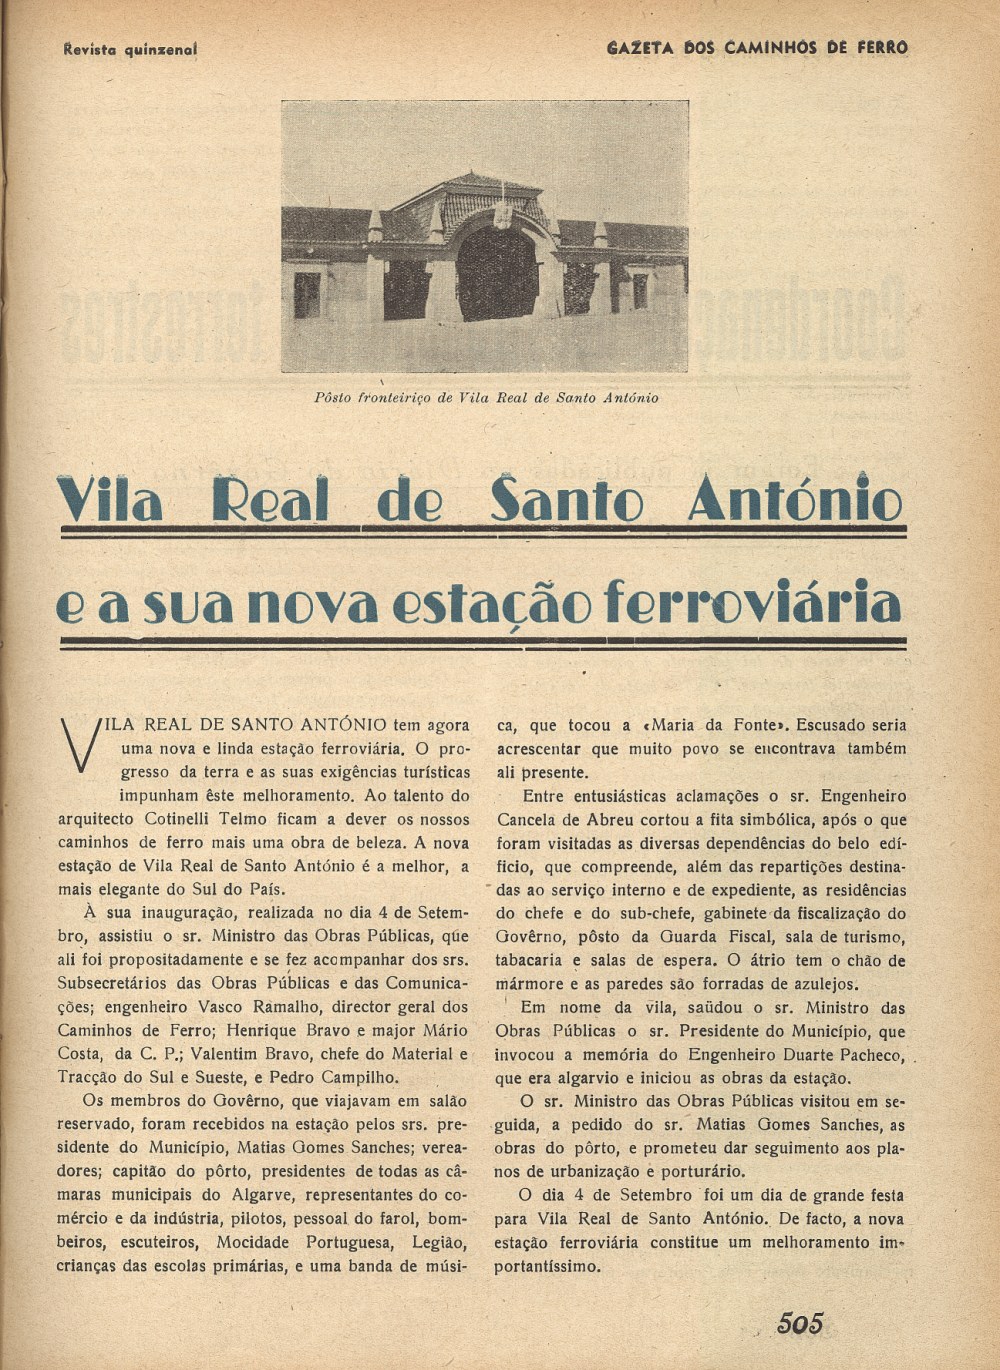 Revista quinzenal
GAZETA DOS CAMINHOS DE FERRO
Pôsto fronteiriço de Vila Real de Santo António
Vila Real de Santo António
e a sua nova estação ferroviária
VILA REAL DE SANTO ANTÓNIO tem agora
uma nova e linda estação ferroviária. O pro-
gresso da terra e as suas exigências turísticas
impunham êste melhoramento. Ao talento do
arquitecto Cotinelli Telmo ficam a dever os nossos
caminhos de ferro mais uma obra de beleza. A nova
estação de Vila Real de Santo António é a melhor, a
mais elegante do Sul do País.
À sua inauguração, realizada no dia 4 de Setem-
bro, assistiu o sr. Ministro das Obras Públicas, que
ali foi propositadamente e se fez acompanhar dos srs.
Subsecretários das Obras Públicas e das Comunica-
ções; engenheiro Vasco Ramalho, director geral dos
Caminhos de Ferro; Henrique Bravo e major Mário
Costa, da C. P.; Valentim Bravo, chefe do Material e
Tracção do Sul e Sueste, e Pedro Campilho.
Os membros do Govêrno, que viajavam em salão
reservado, foram recebidos na estação pelos srs. pre-
sidente do Município, Matias Gomes Sanches; verea-
dores; capitão do pôrto, presidentes de todas as câ-
maras municipais do Algarve, representantes do co-
mércio e da indústria, pilotos, pessoal do farol, bom-
beiros, escuteiros, Mocidade Portuguesa, Legião,
crianças das escolas primárias, e uma banda de músi-
ca, que tocou a «Maria da Fonte». Escusado seria
acrescentar que muito povo se encontrava também
ali presente.
Entre entusiásticas aclamações o sr. Engenheiro
Cancela de Abreu cortou a fita simbólica, após o que
foram visitadas as diversas dependências do belo edí-
fício, que compreende, além das repartições destina-
das ao serviço interno e de expediente, as residências
do chefe e do sub-chefe, gabinete da fiscalização do
Govêrno, pôsto da Guarda Fiscal, sala de turismo,
tabacaria e salas de espera. O átrio tem o chão de
mármore e as paredes são forradas de azulejos.
Em nome da vila, saüdou o sr. Ministro das
Obras Públicas o sr. Presidente do Município, que
invocou a memória do Engenheiro Duarte Pacheco,
que era algarvio e iniciou as obras da estação.
O sr. Ministro das Obras Públicas visitou em se-
guida, a pedido do sr. Matias Gomes Sanches, as
obras do pôrto, e prometeu dar seguimento aos pla-
nos de urbanização e porturário.
O dia 4 de Setembro foi um dia de grande festa
para Vila Real de Santo António. De facto, a nova
estação ferroviária constitue um melhoramento im-
portantíssimo.
505